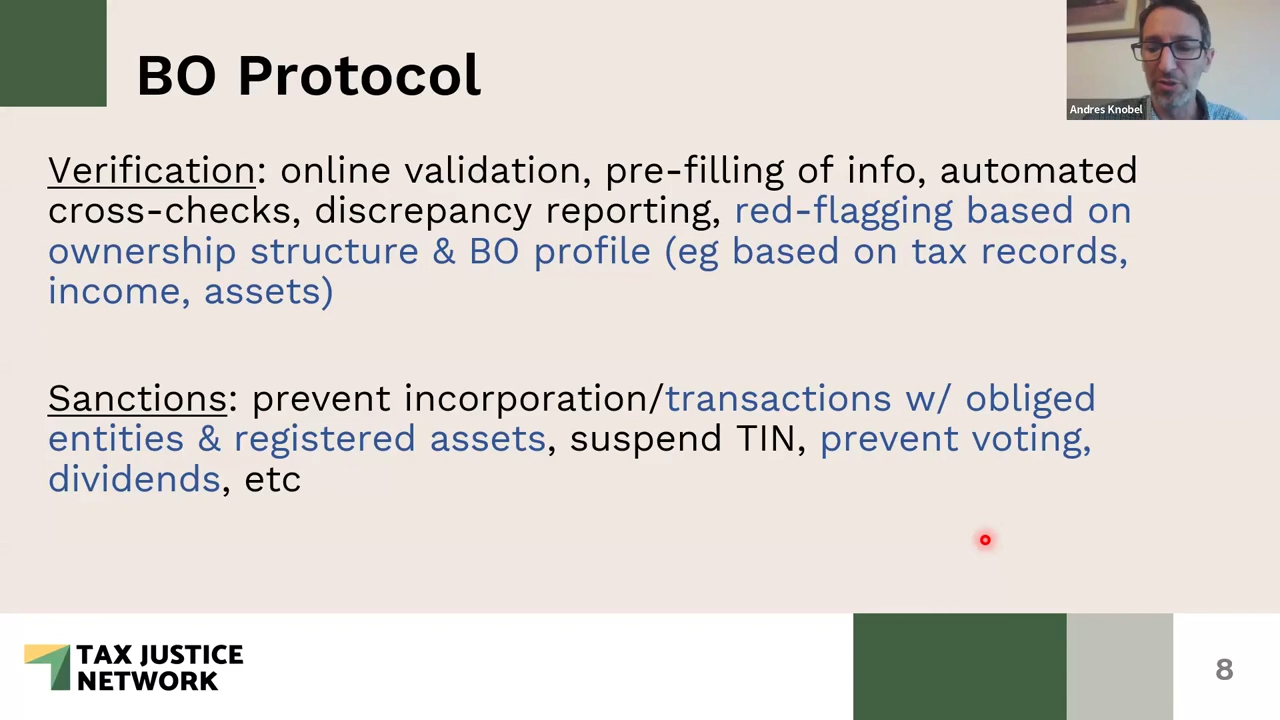 BO Protocol
Andres Knobel
Verification: online validation, pre-filling of info, automated
cross-checks, discrepancy reporting, red-flagging based on
ownership structure & BO profile (eg based on tax records,
income, assets)
Sanctions: prevent incorporation/transactions w/ obliged
entities & registered assets, suspend TIN, prevent voting,
dividends, etc
TAX JUSTICE
NETWORK
8